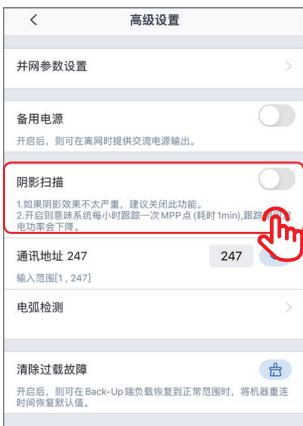 高级设置
并网参数设置
备用电源
开启后，则可在离网时提供交流电源输出。
阴影扫描
1.如果阴影效果不太严重，建议关闭此功能。
2.开启则意味系统每小时跟踪一次MPP点(耗时1min),跟踪
电功率会下降。
通讯地址 247
247
输入范围[1 , 247]
电弧检测
清除过载故障
开启后，则可在Back-Up端负载恢复到正常范围时，将机器重连
时间恢复默认值。